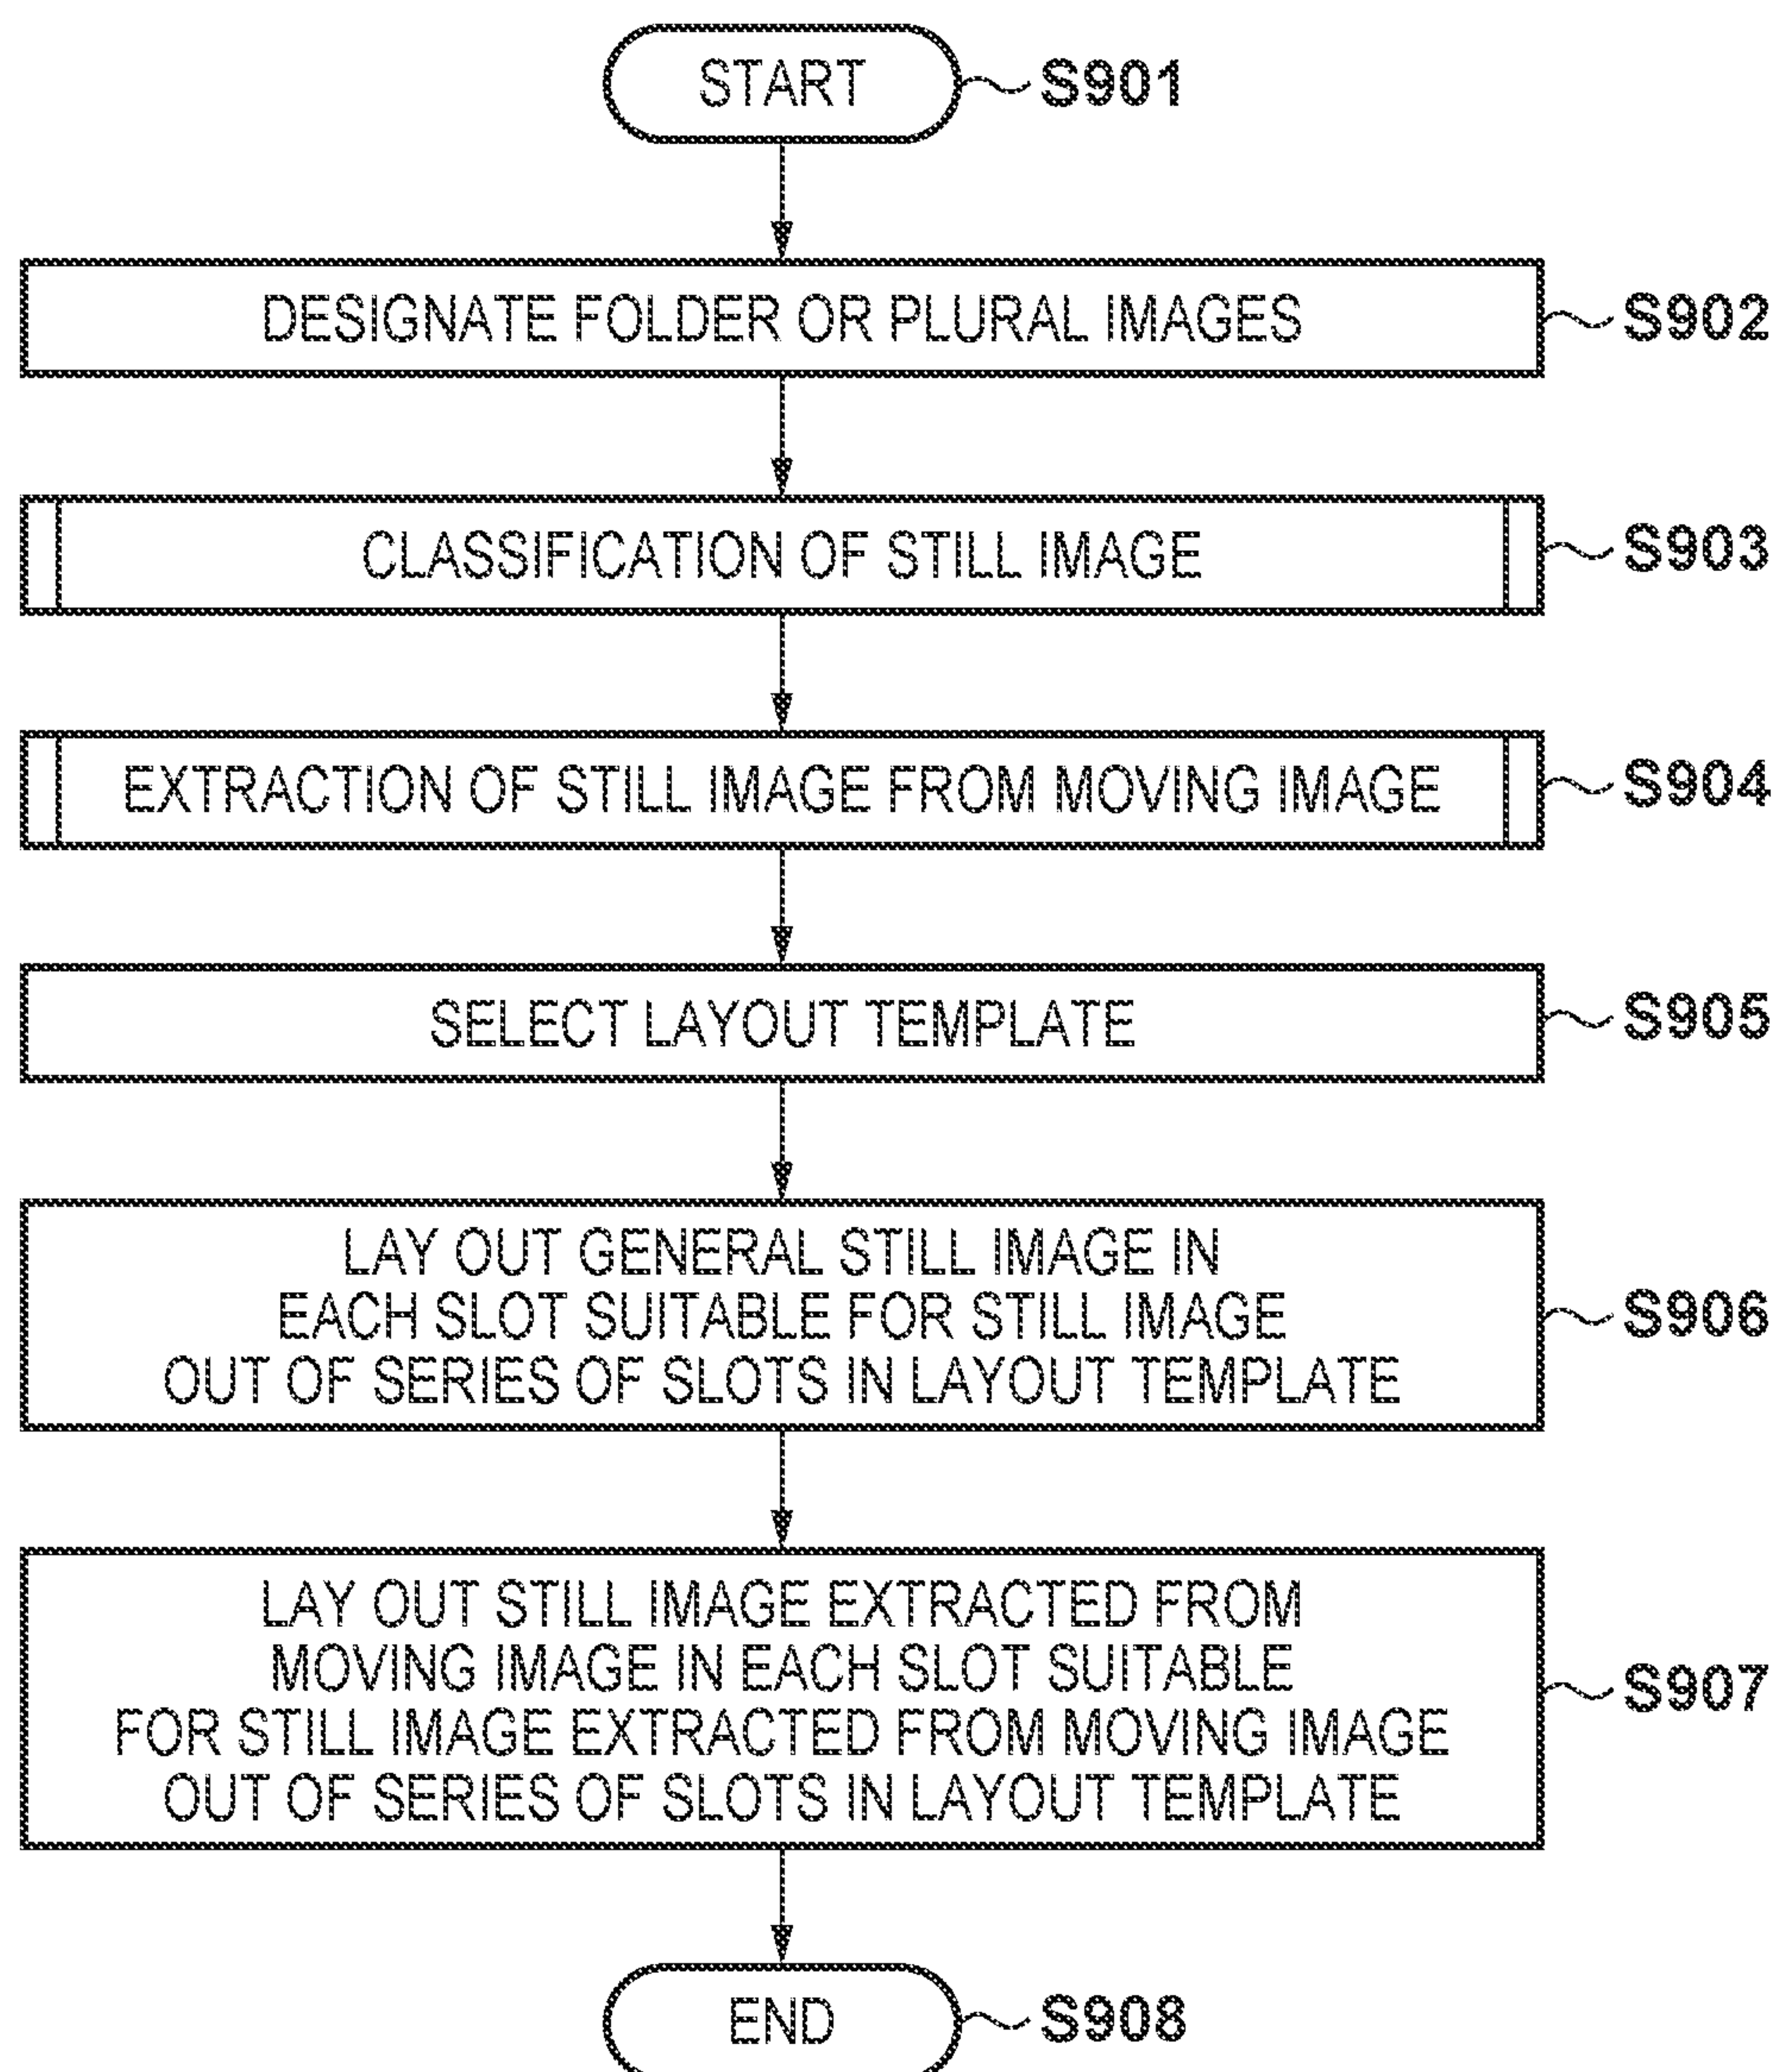 START
S901
DESIGNATE FOLDER OR PLURAL IMAGES
S902
CLASSIFICATION OF STILL IMAGE
S903
EXTRACTION OF STILL IMAGE FROM MOVING IMAGE
S904
SELECT LAYOUT TEMPLATE
S905
LAY OUT GENERAL STILL IMAGE IN
EACH SLOT SUITABLE FOR STILL IMAGE
OUT OF SERIES OF SLOTS IN LAYOUT TEMPLATE
S906
LAY OUT STILL IMAGE EXTRACTED FROM
MOVING IMAGE IN EACH SLOT SUITABLE
FOR STILL IMAGE EXTRACTED FROM MOVING IMAGE
OUT OF SERIES OF SLOTS IN LAYOUT TEMPLATE
S907
END
S908